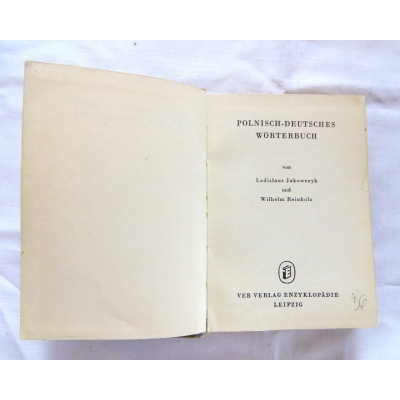 POLNISCH-DEUTSCHES
WÖRTERBUCH
von
Ladislaus Jakowczyk
und
Wilhelm Reinholz
VEB VERLAG ENZYKLOPÄDIE
LEIPZIG